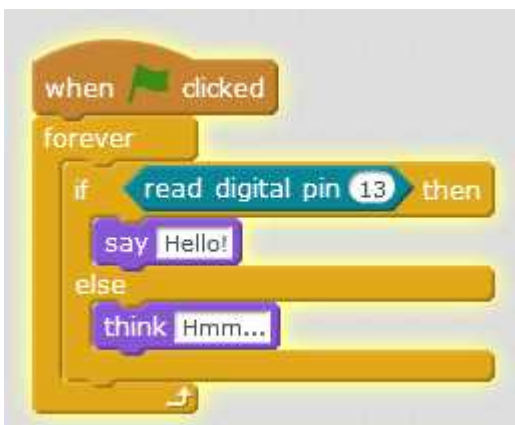 when clicked
forever
if read digital pin 13 then
say Hello!
else
think Hmm...